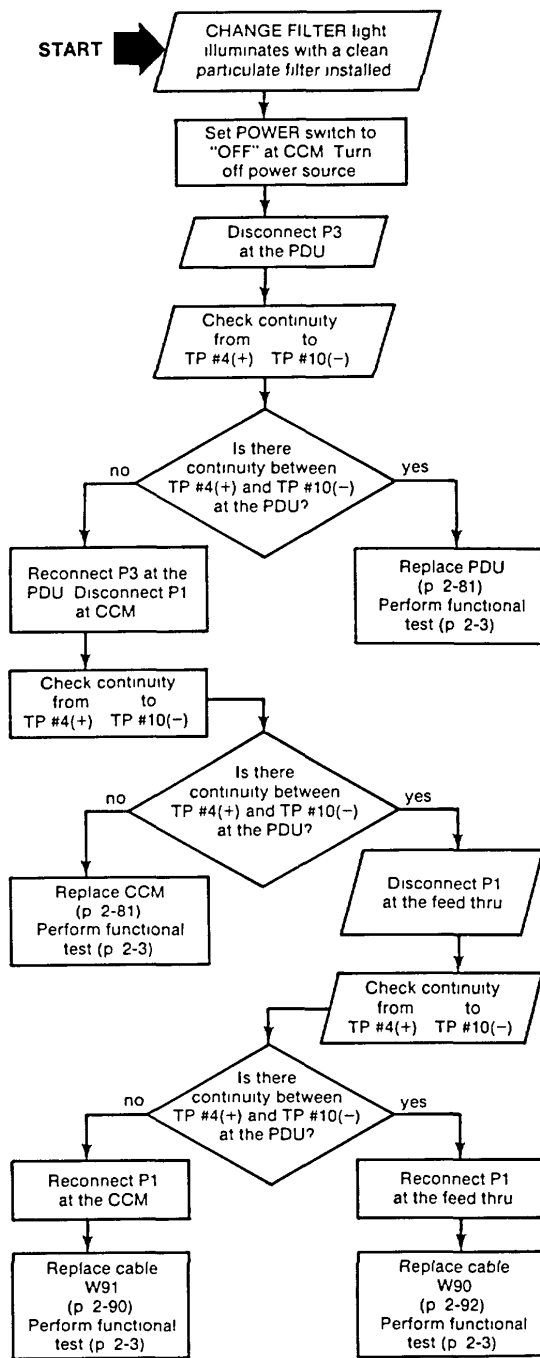 START
CHANGE FILTER light
illuminates with a clean
particulate filter installed
Set POWER switch to
"OFF" at CCM Turn
off power source
Disconnect P3
at the PDU
Check continuity
from to
TP #4(+) TP #10(−)
Is there
continuity between
TP #4(+) and TP #10(−)
at the PDU?
no
yes
Reconnect P3 at the
PDU Disconnect P1
at CCM
Replace PDU
(p 2-81)
Perform functional
test (p 2-3)
Check continuity
from to
TP #4(+) TP #10(−)
Is there
continuity between
TP #4(+) and TP #10(−)
at the PDU?
no
yes
Replace CCM
(p 2-81)
Perform functional
test (p 2-3)
Disconnect P1
at the feed thru
Check continuity
from to
TP #4(+) TP #10(−)
Is there
continuity between
TP #4(+) and TP #10(−)
at the PDU?
no
yes
Reconnect P1
at the CCM
Reconnect P1
at the feed thru
Replace cable
W91
(p 2-90)
Perform functional
test (p 2-3)
Replace cable
W90
(p 2-92)
Perform functional
test (p 2-3)